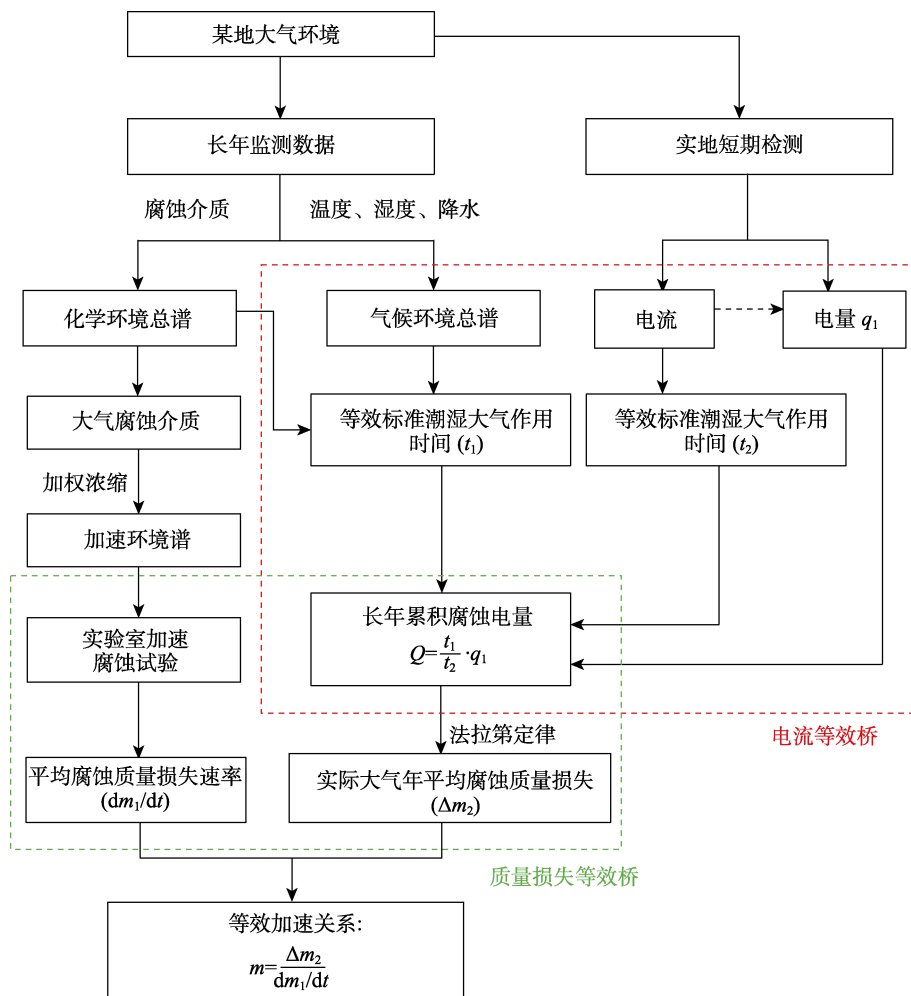 某地大气环境
长年监测数据
实地短期检测
腐蚀介质
温度、湿度、降水
化学环境总谱
气候环境总谱
电流
电量 q₁
大气腐蚀介质
等效标准潮湿大气作用
时间 (t₁)
等效标准潮湿大气作用
时间 (t₂)
加权浓缩
加速环境谱
实验室加速
腐蚀试验
长年累积腐蚀电量
Q=t₁/t₂·q₁
法拉第定律
电流等效桥
平均腐蚀质量损失速率
(dm₁/dt)
实际大气年平均腐蚀质量损失
(Δm₂)
质量损失等效桥
等效加速关系:
m=Δm₂/dm₁/dt